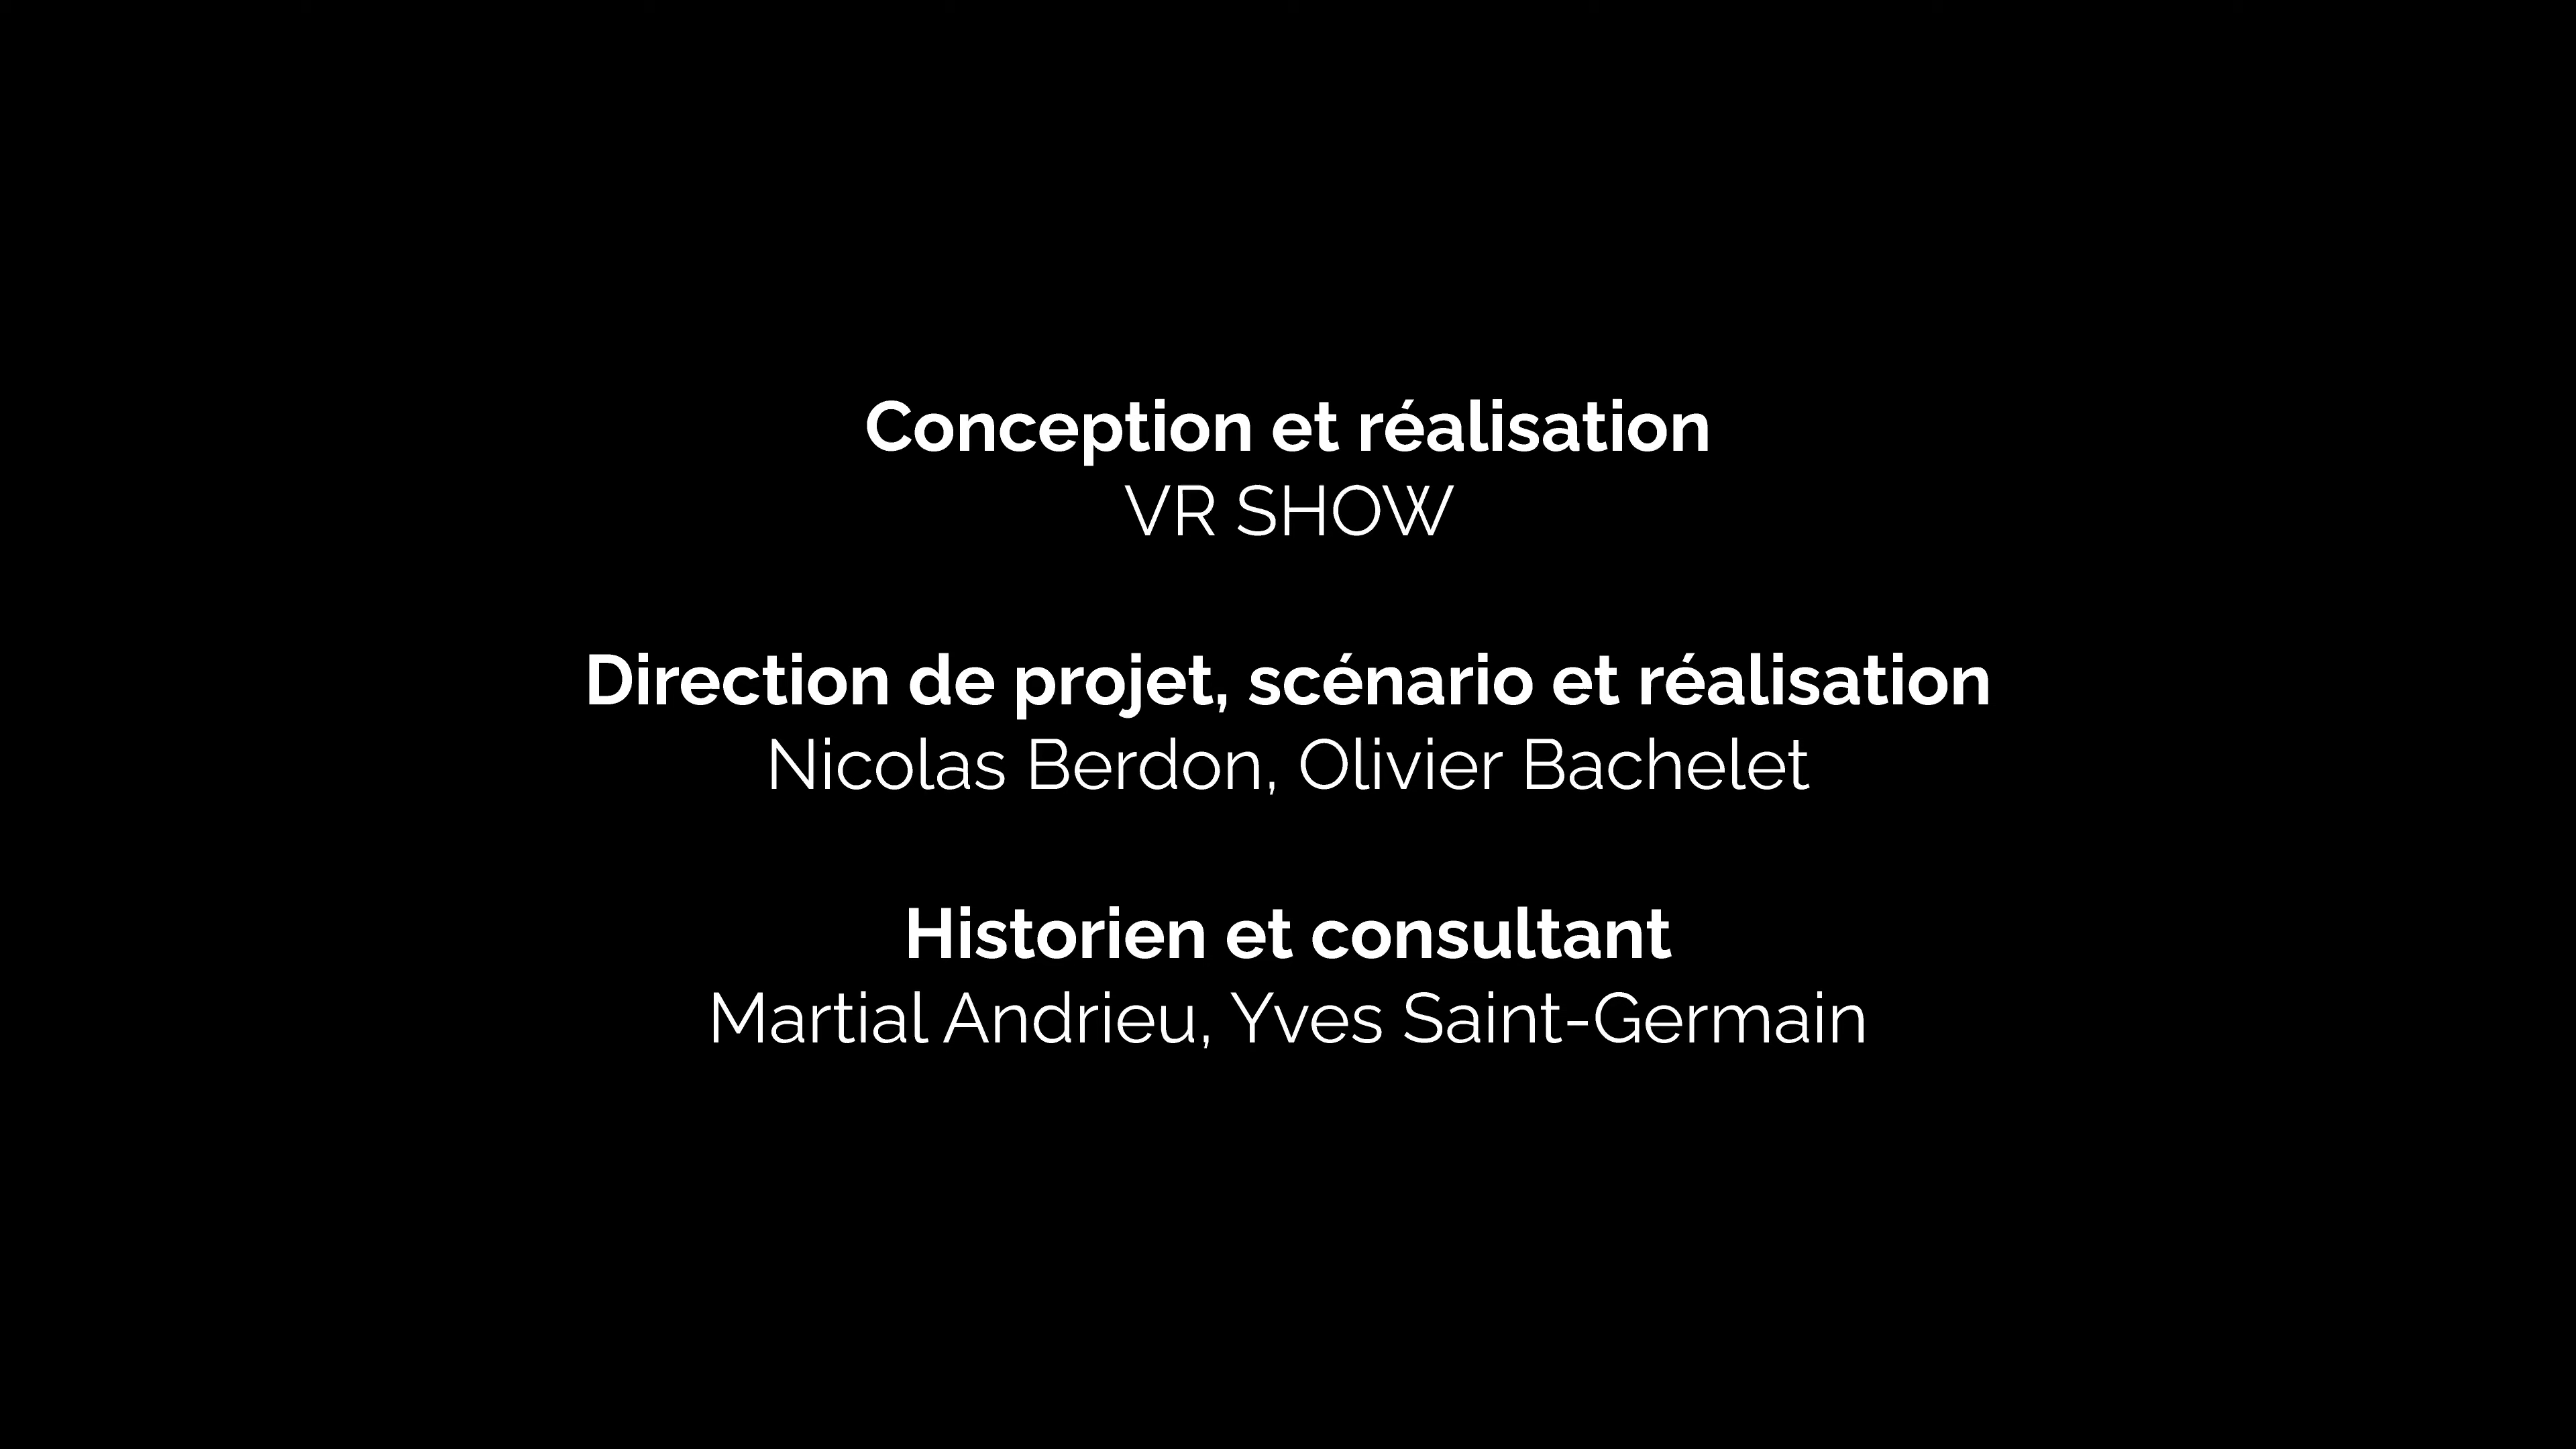 Conception et réalisation
VR SHOW
Direction de projet, scénario et réalisation
Nicolas Berdon, Olivier Bachelet
Historien et consultant
Martial Andrieu, Yves Saint-Germain